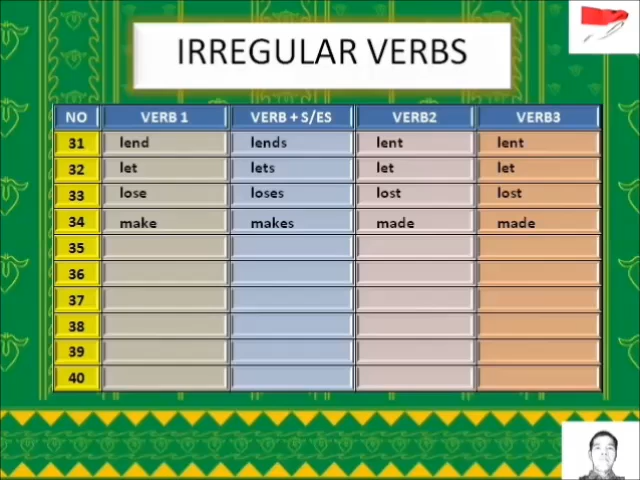 IRREGULAR VERBS
NO VERB 1 VERB + S/ES VERB2 VERB3
31 lend lends lent lent
32 let lets let let
33 lose loses lost lost
34 make makes made made
35
36
37
38
39
40